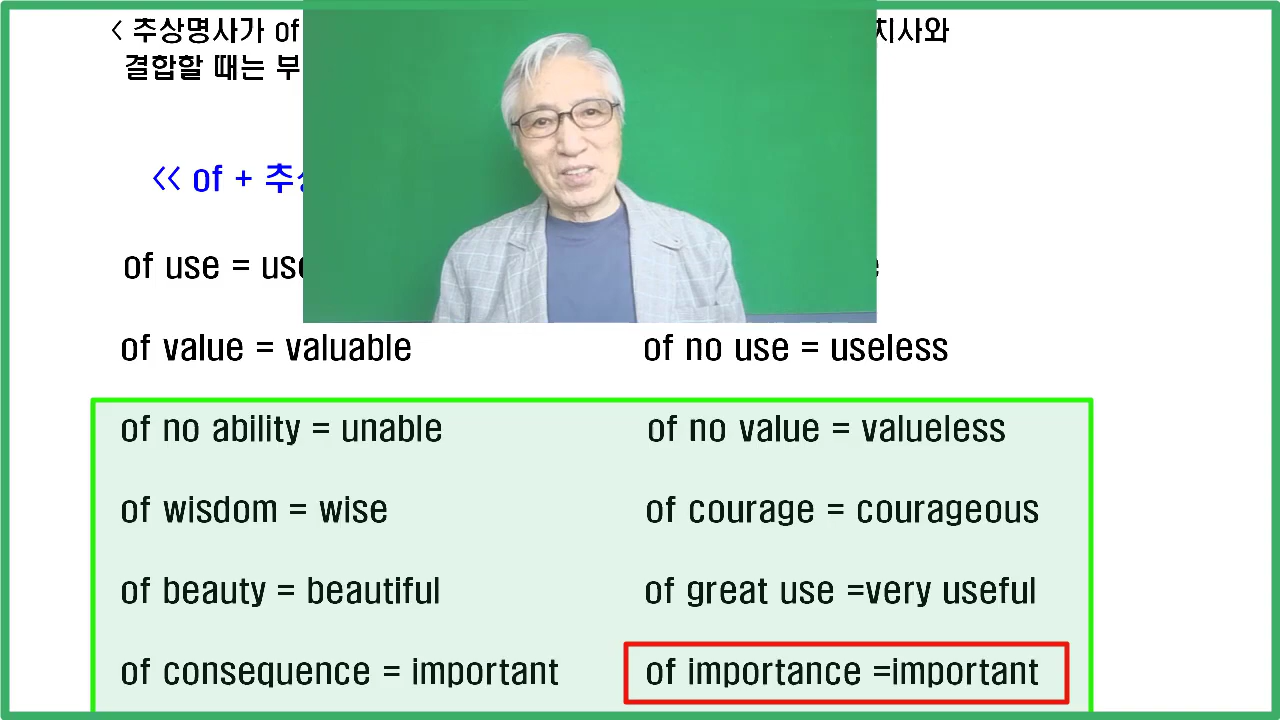 < 추상명사가 of
치사와
결합할 때는 부
<< of + 추상
of use = use
of value = valuable
of no use = useless
of no ability = unable
of no value = valueless
of wisdom = wise
of courage = courageous
of beauty = beautiful
of great use =very useful
of consequence = important
of importance =important